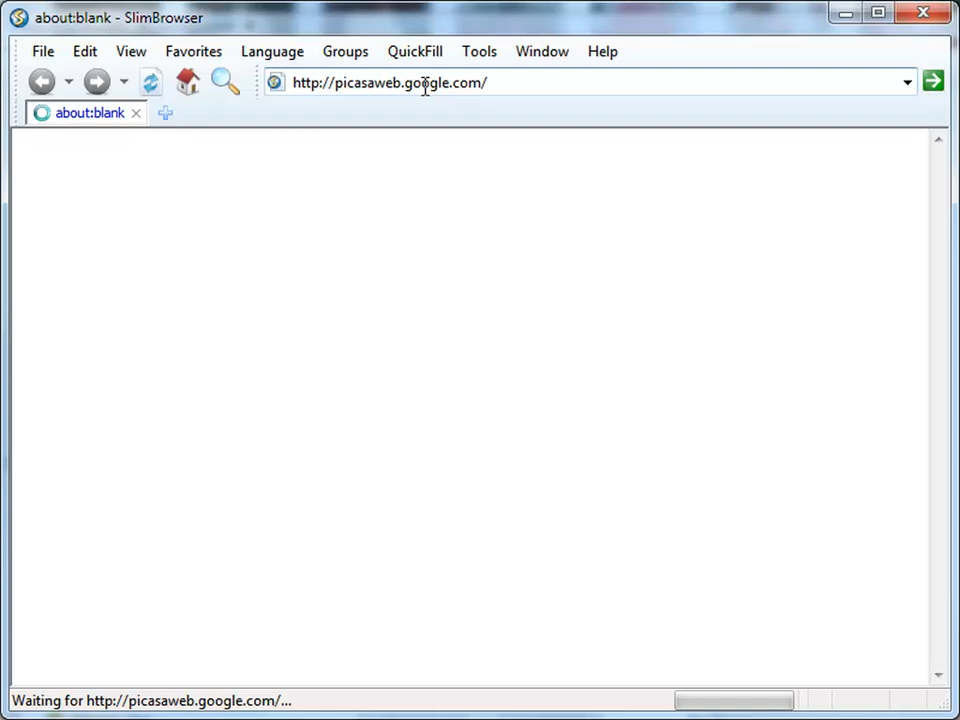 about:blank - SlimBrowser
File Edit View Favorites Language Groups QuickFill Tools Window Help
http://picasaweb.google.com/
about:blank
Waiting for http://picasaweb.google.com/...